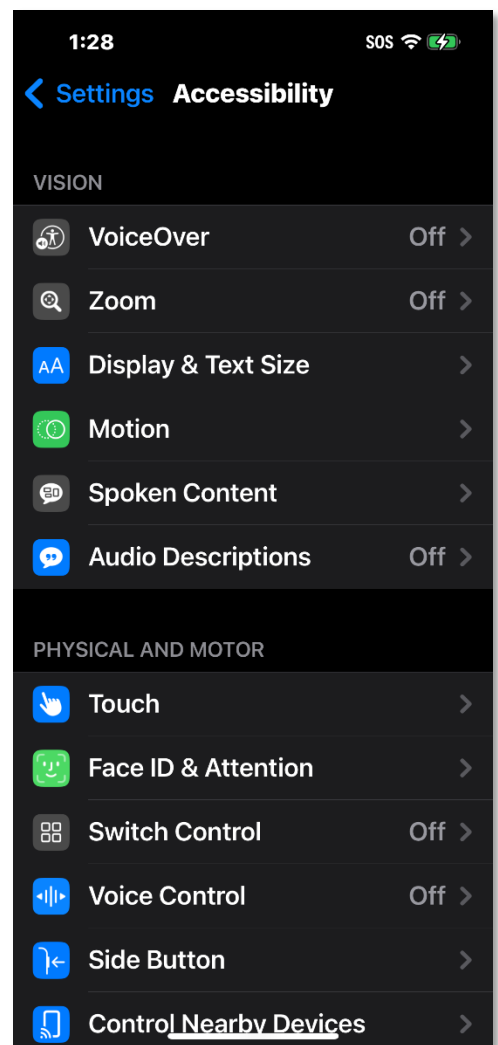 1:28 SOS
Settings Accessibility
VISION
VoiceOver Off
Zoom Off
AA Display & Text Size
Motion
Spoken Content
Audio Descriptions Off
PHYSICAL AND MOTOR
Touch
Face ID & Attention
Switch Control Off
Voice Control Off
Side Button
Control Nearby Devices